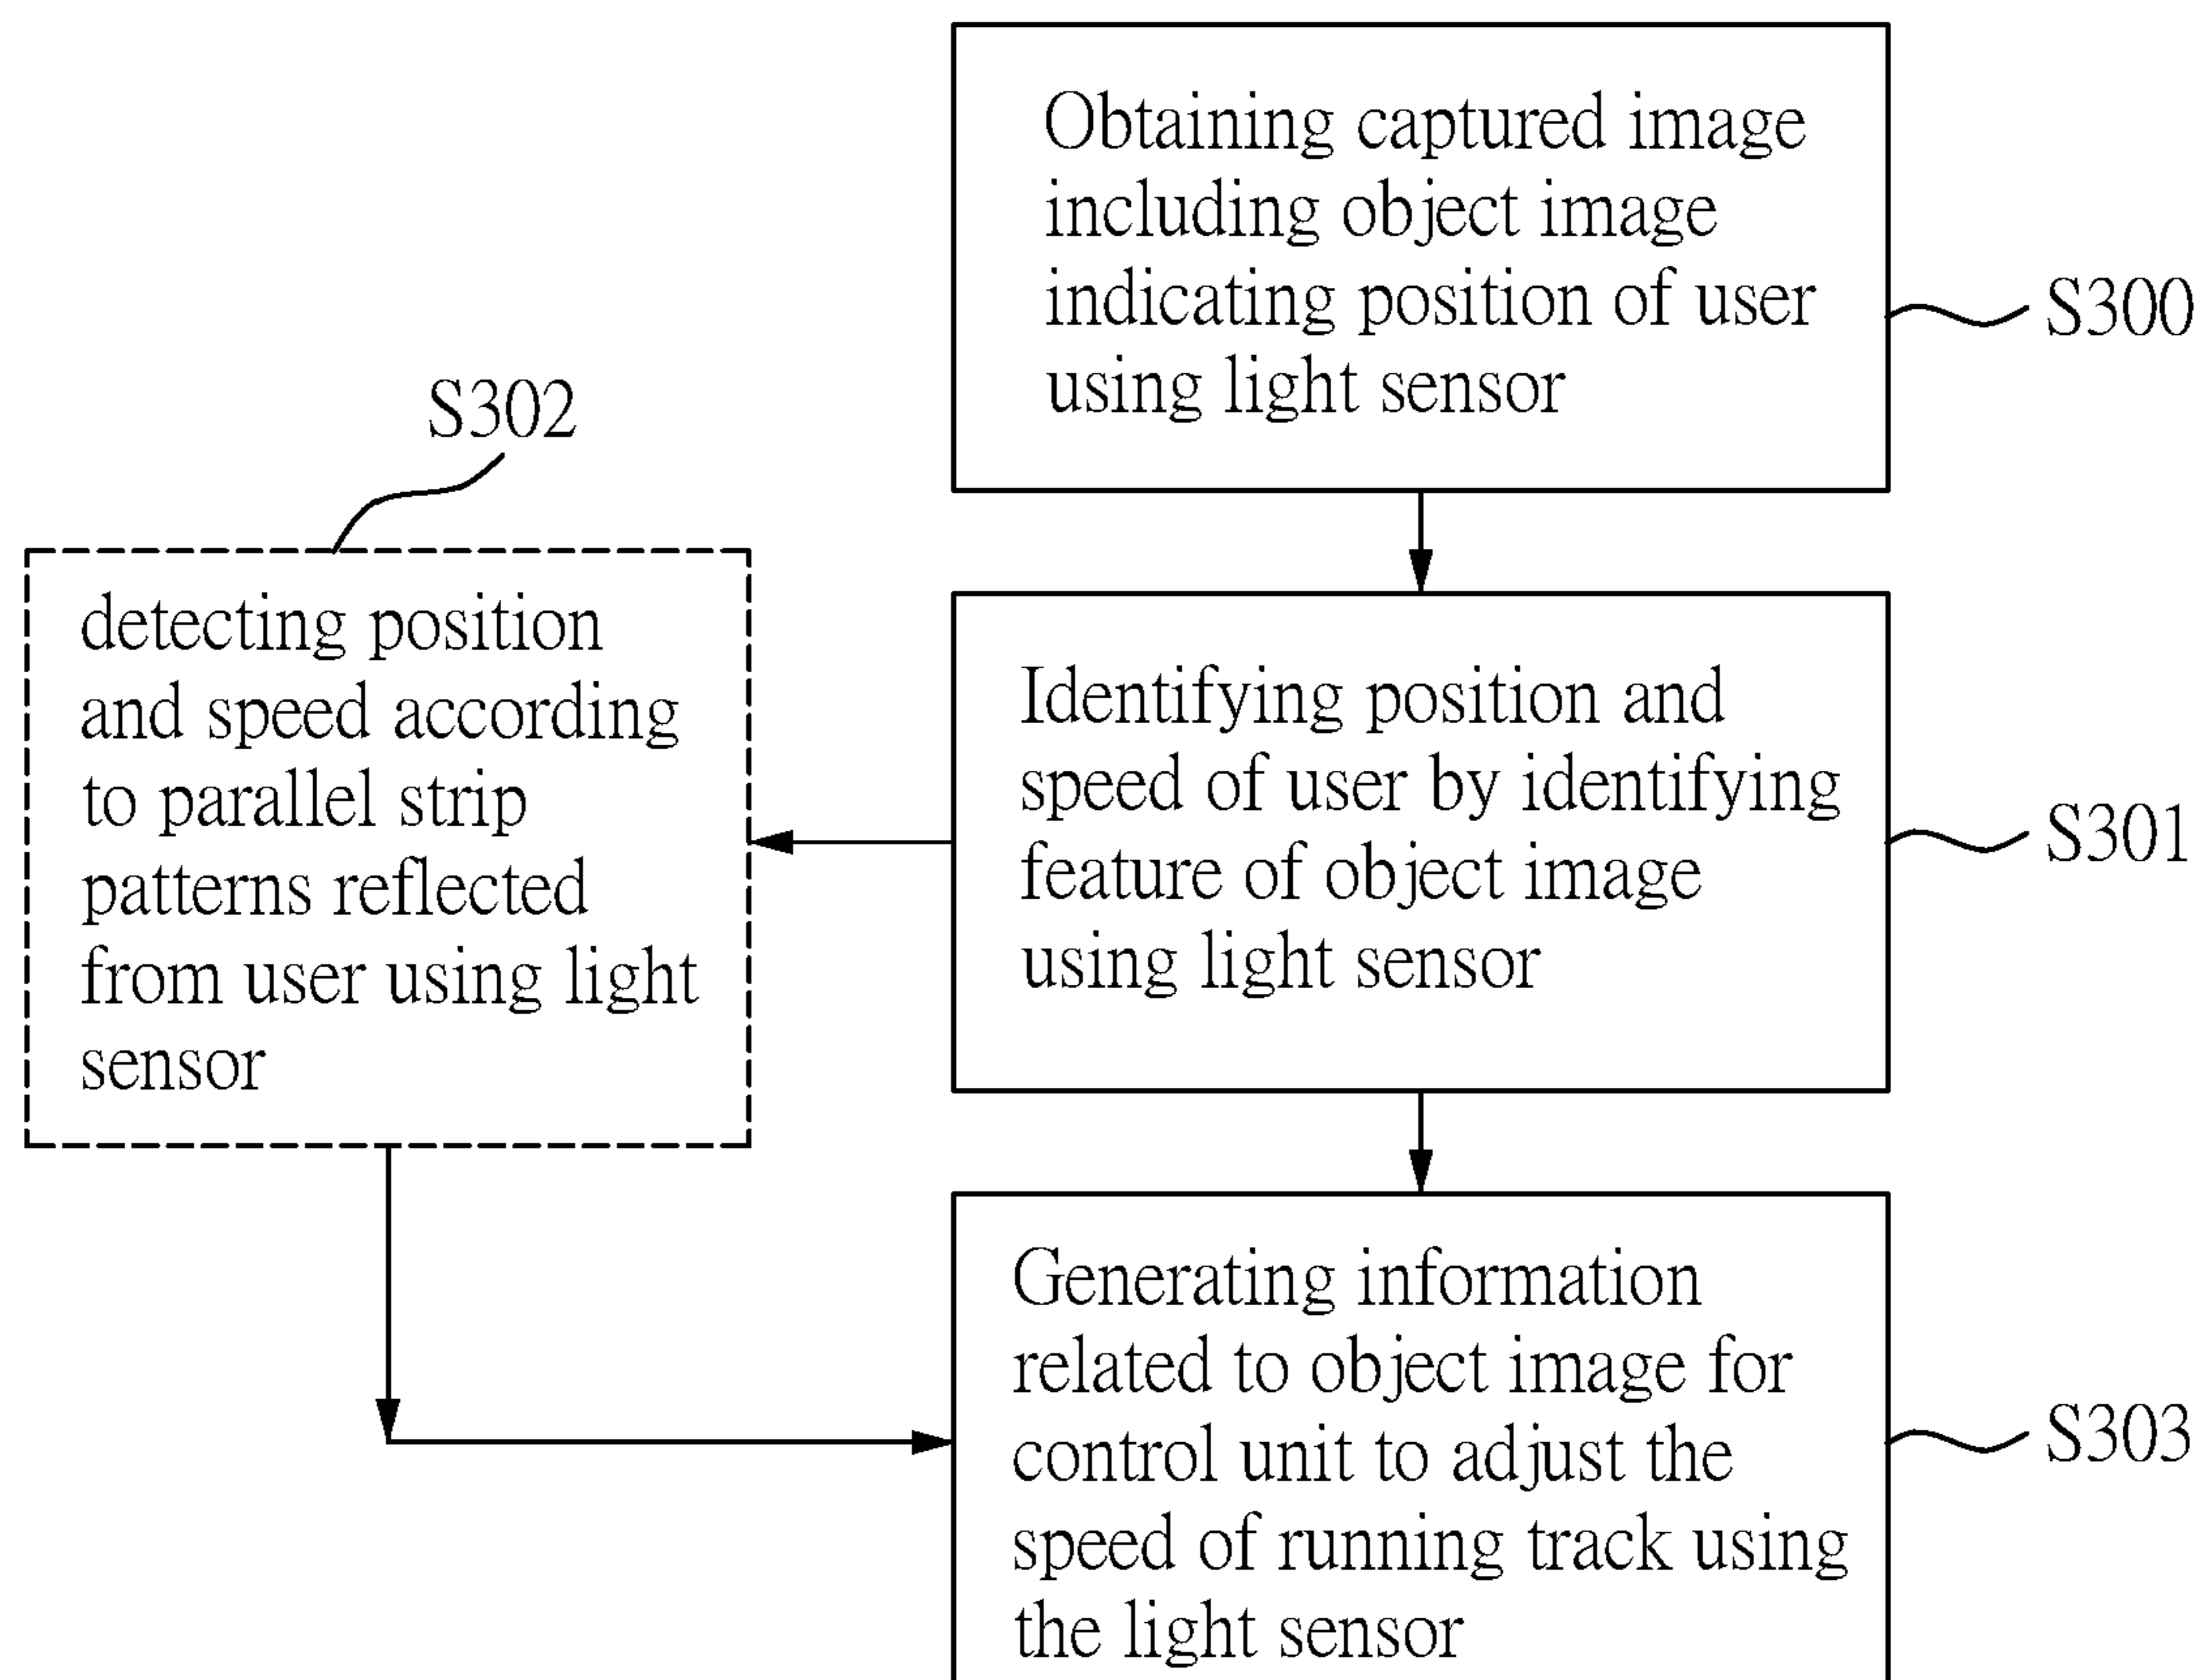 Obtaining captured image
including object image
indicating position of user
using light sensor
S300
S302
detecting position
and speed according
to parallel strip
patterns reflected
from user using light
sensor
Identifying position and
speed of user by identifying
feature of object image
using light sensor
S301
Generating information
related to object image for
control unit to adjust the
speed of running track using
the light sensor
S303